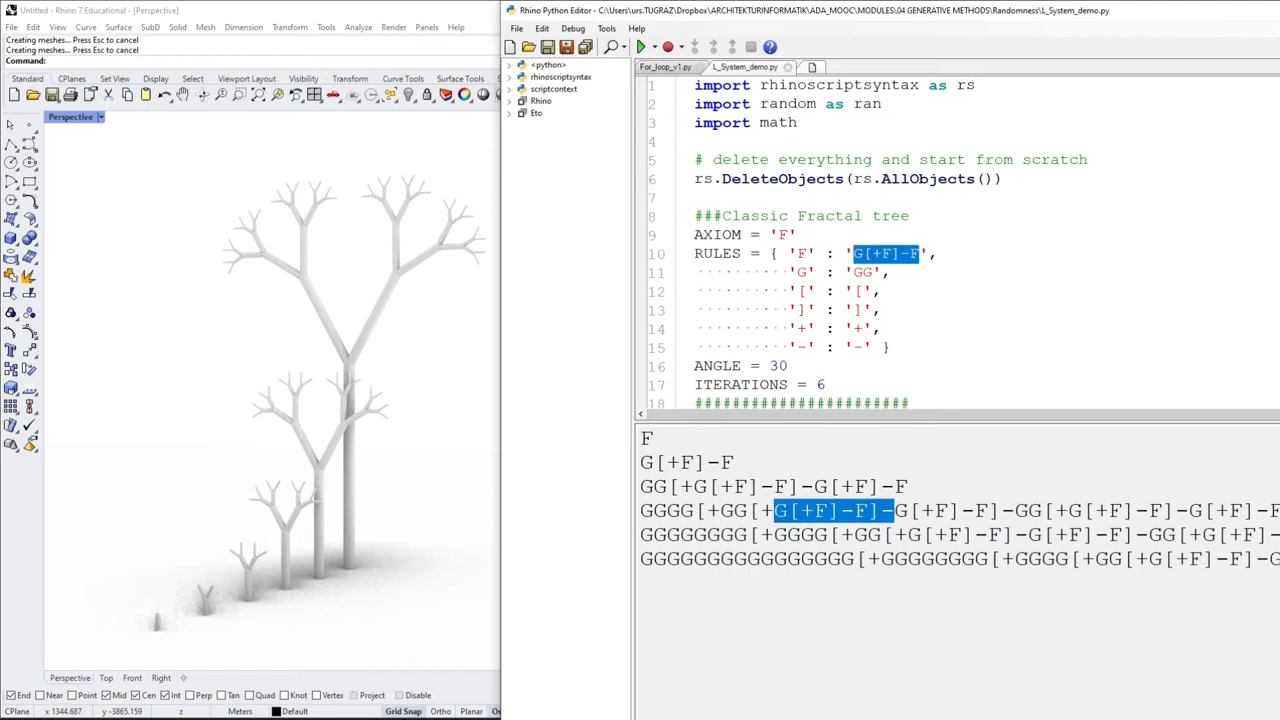 Untitled - Rhino 7 Educational - [Perspective]
File Edit View Curve Surface SubD Solid Mesh Dimension Transform Tools Analyze Render Panels Help
Creating meshes... Press Esc to cancel
Creating meshes... Press Esc to cancel
Command:
Standard CPlanes Set View Display Select Viewport Layout Visibility Transform Curve Tools Surface Tools
Perspective
Perspective Top Front Right
End Near Point Mid Cen Int Perp Tan Quad Knot Vertex Project Disable
CPlane x 1344.687 y -3865.159 z Meters Default Grid Snap Ortho Planar
Rhino Python Editor - C:\Users\urs.TUGRAZ\Dropbox\ARCHITEKTURINFORMATIK\ADA_MOOC\MODULES\04 GENERATIVE METHODS\Randomness\L_System_demo.py
File Edit Debug Tools Help
<python>
rhinoscriptsyntax
scriptcontext
Rhino
Eto
For_loop_v1.py L_System_demo.py
1 import rhinoscriptsyntax as rs
2 import random as ran
3 import math
4
5 # delete everything and start from scratch
6 rs.DeleteObjects(rs.AllObjects())
7
8 ###Classic Fractal tree
9 AXIOM = 'F'
10 RULES = { 'F' : 'G[+F]-F',
11 'G' : 'GG',
12 '[' : '[',
13 ']' : ']',
14 '+' : '+',
15 '-' : '-' }
16 ANGLE = 30
17 ITERATIONS = 6
18 #######################
F
G[+F]-F
GG[+G[+F]-F]-G[+F]-F
GGGG[+GG[+G[+F]-F]-G[+F]-F]-GG[+G[+F]-F]-G[+F]-F
GGGGGGGG[+GGGG[+GG[+G[+F]-F]-G[+F]-F]-GG[+G
GGGGGGGGGGGGGGGG[+GGGGGGGG[+GGGG[+GG[+G[+F]-F]-G